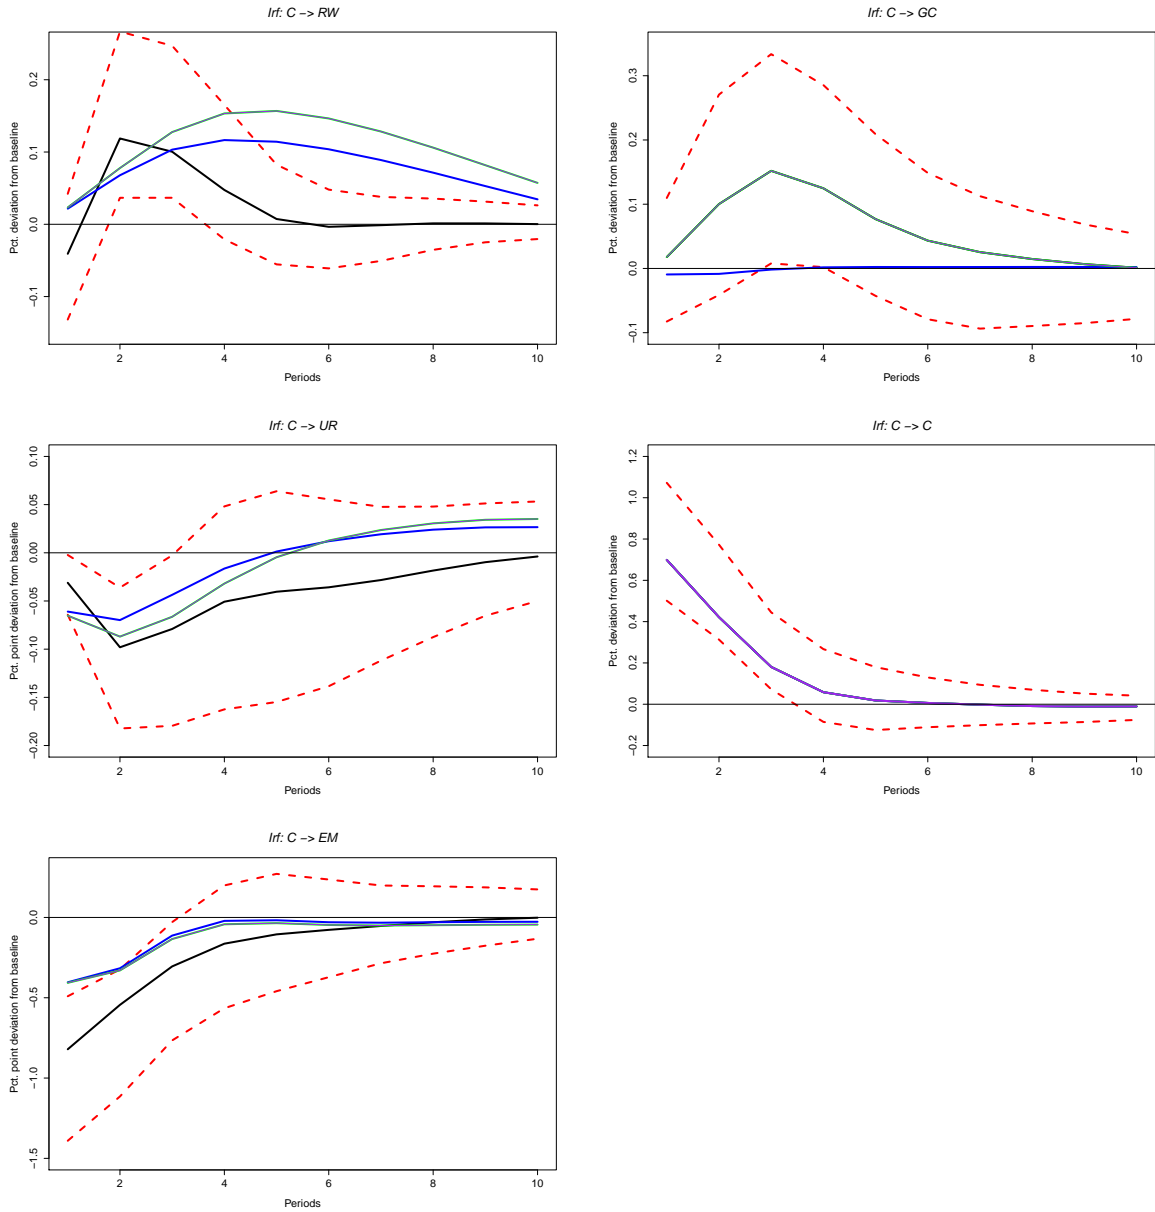 Irf: C −> RW
Pct. deviation from baseline
0.2
0.1
0.0
−0.1
2 4 6 8 10
Periods
Irf: C −> GC
Pct. deviation from baseline
0.3
0.2
0.1
0.0
−0.1
2 4 6 8 10
Periods
Irf: C −> UR
Pct. point deviation from baseline
0.10
0.05
0.00
−0.05
−0.10
−0.15
−0.20
2 4 6 8 10
Periods
Irf: C −> C
Pct. deviation from baseline
1.2
1.0
0.8
0.6
0.4
0.2
0.0
−0.2
2 4 6 8 10
Periods
Irf: C −> EM
Pct. point deviation from baseline
0.0
−0.5
−1.0
−1.5
2 4 6 8 10
Periods